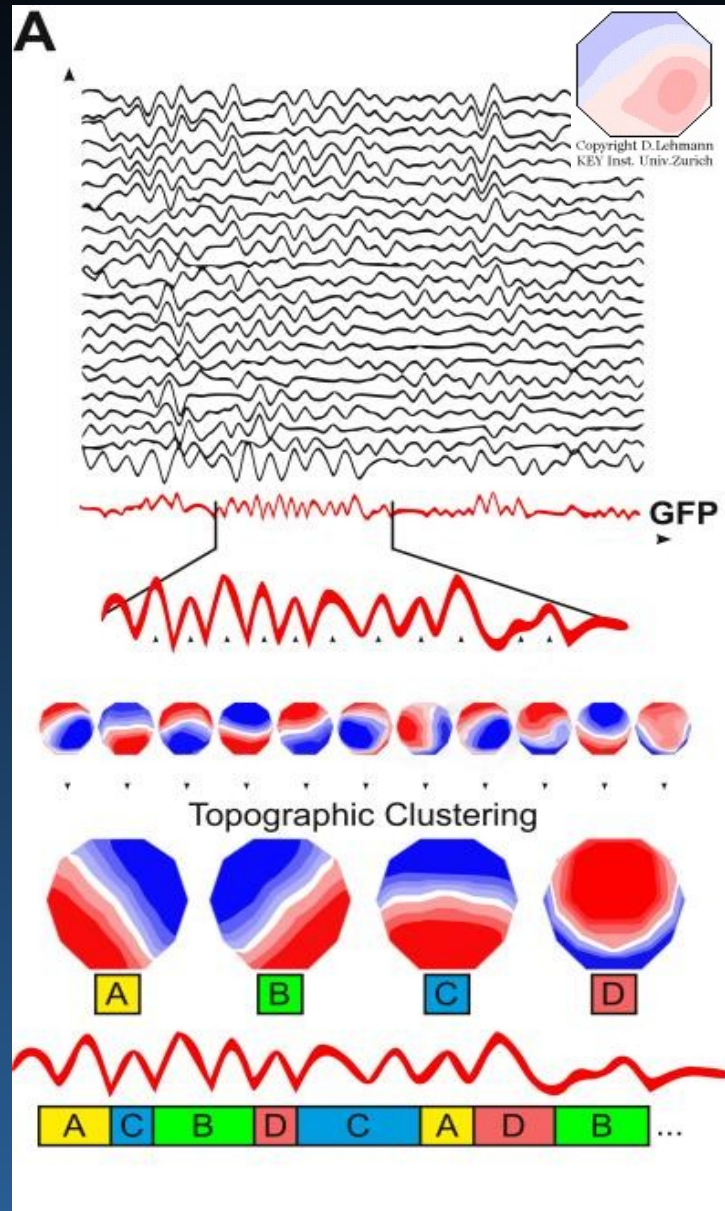 A
Copyright D.Lehmann
KEY Inst. Univ.Zurich
GFP
Topographic Clustering
A B C D
A C B D C A D B ...